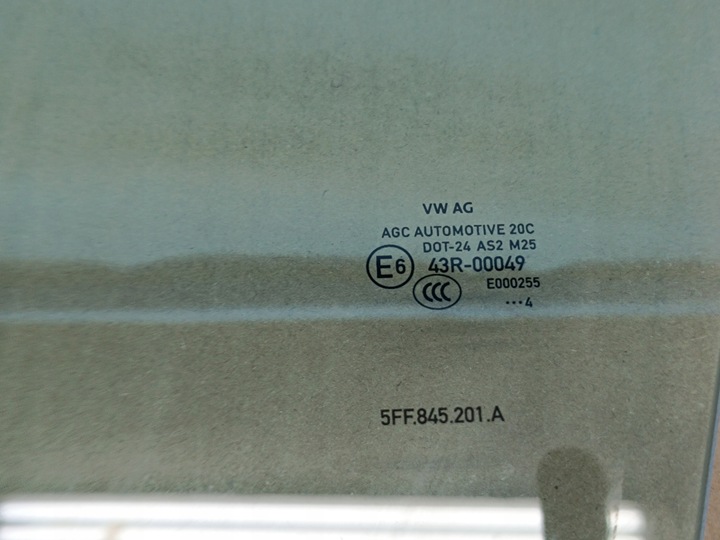 VW AG
AGC AUTOMOTIVE 20C
DOT-24 AS2 M25
E6 43R-00049
CCC E000255
...4
5FF.845.201.A